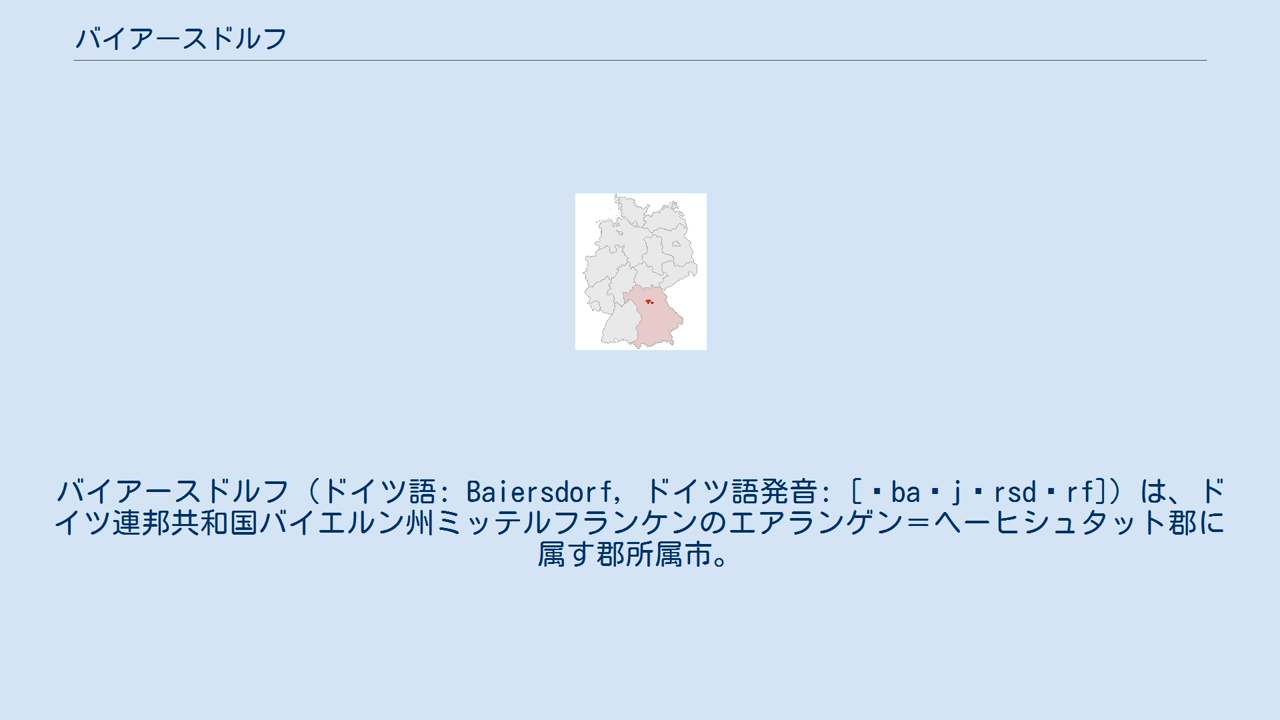 バイアースドルフ
バイアースドルフ（ドイツ語: Baiersdorf, ドイツ語発音: [・ba・j・rsd・rf]）は、ド
イツ連邦共和国バイエルン州ミッテルフランケンのエアランゲン＝ヘーヒシュタット郡に
属す郡所属市。